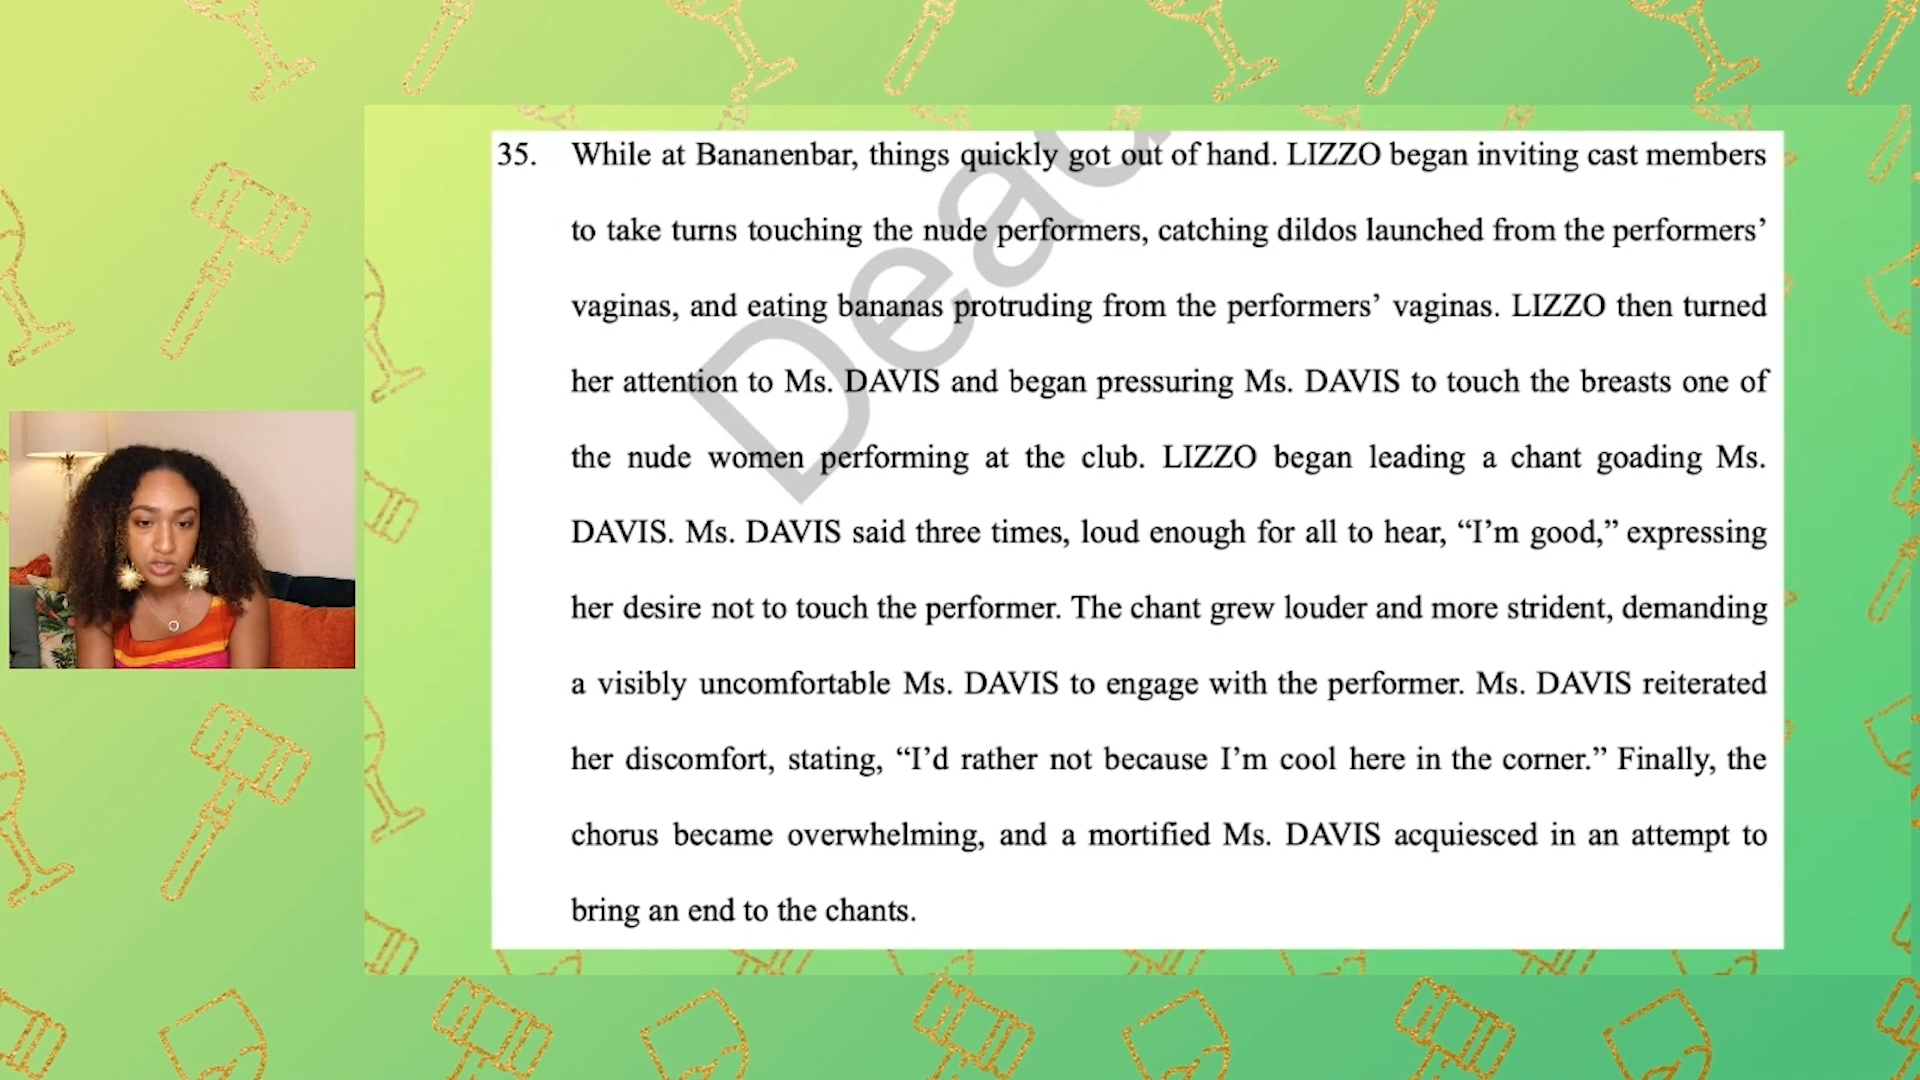 35. While at Bananenbar, things quickly got out of hand. LIZZO began inviting cast members
to take turns touching the nude performers, catching dildos launched from the performers’
vaginas, and eating bananas protruding from the performers’ vaginas. LIZZO then turned
her attention to Ms. DAVIS and began pressuring Ms. DAVIS to touch the breasts one of
the nude women performing at the club. LIZZO began leading a chant goading Ms.
DAVIS. Ms. DAVIS said three times, loud enough for all to hear, “I’m good,” expressing
her desire not to touch the performer. The chant grew louder and more strident, demanding
a visibly uncomfortable Ms. DAVIS to engage with the performer. Ms. DAVIS reiterated
her discomfort, stating, “I’d rather not because I’m cool here in the corner.” Finally, the
chorus became overwhelming, and a mortified Ms. DAVIS acquiesced in an attempt to
bring an end to the chants.